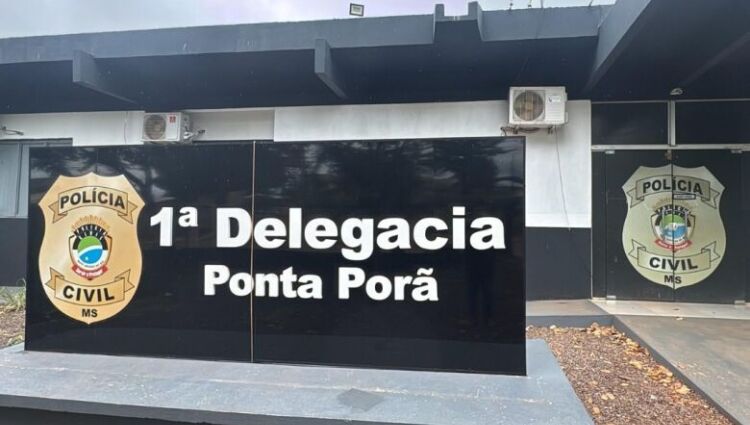 POLÍCIA
CIVIL
MS
1ª Delegacia
Ponta Porã
POLÍCIA
CIVIL
MS